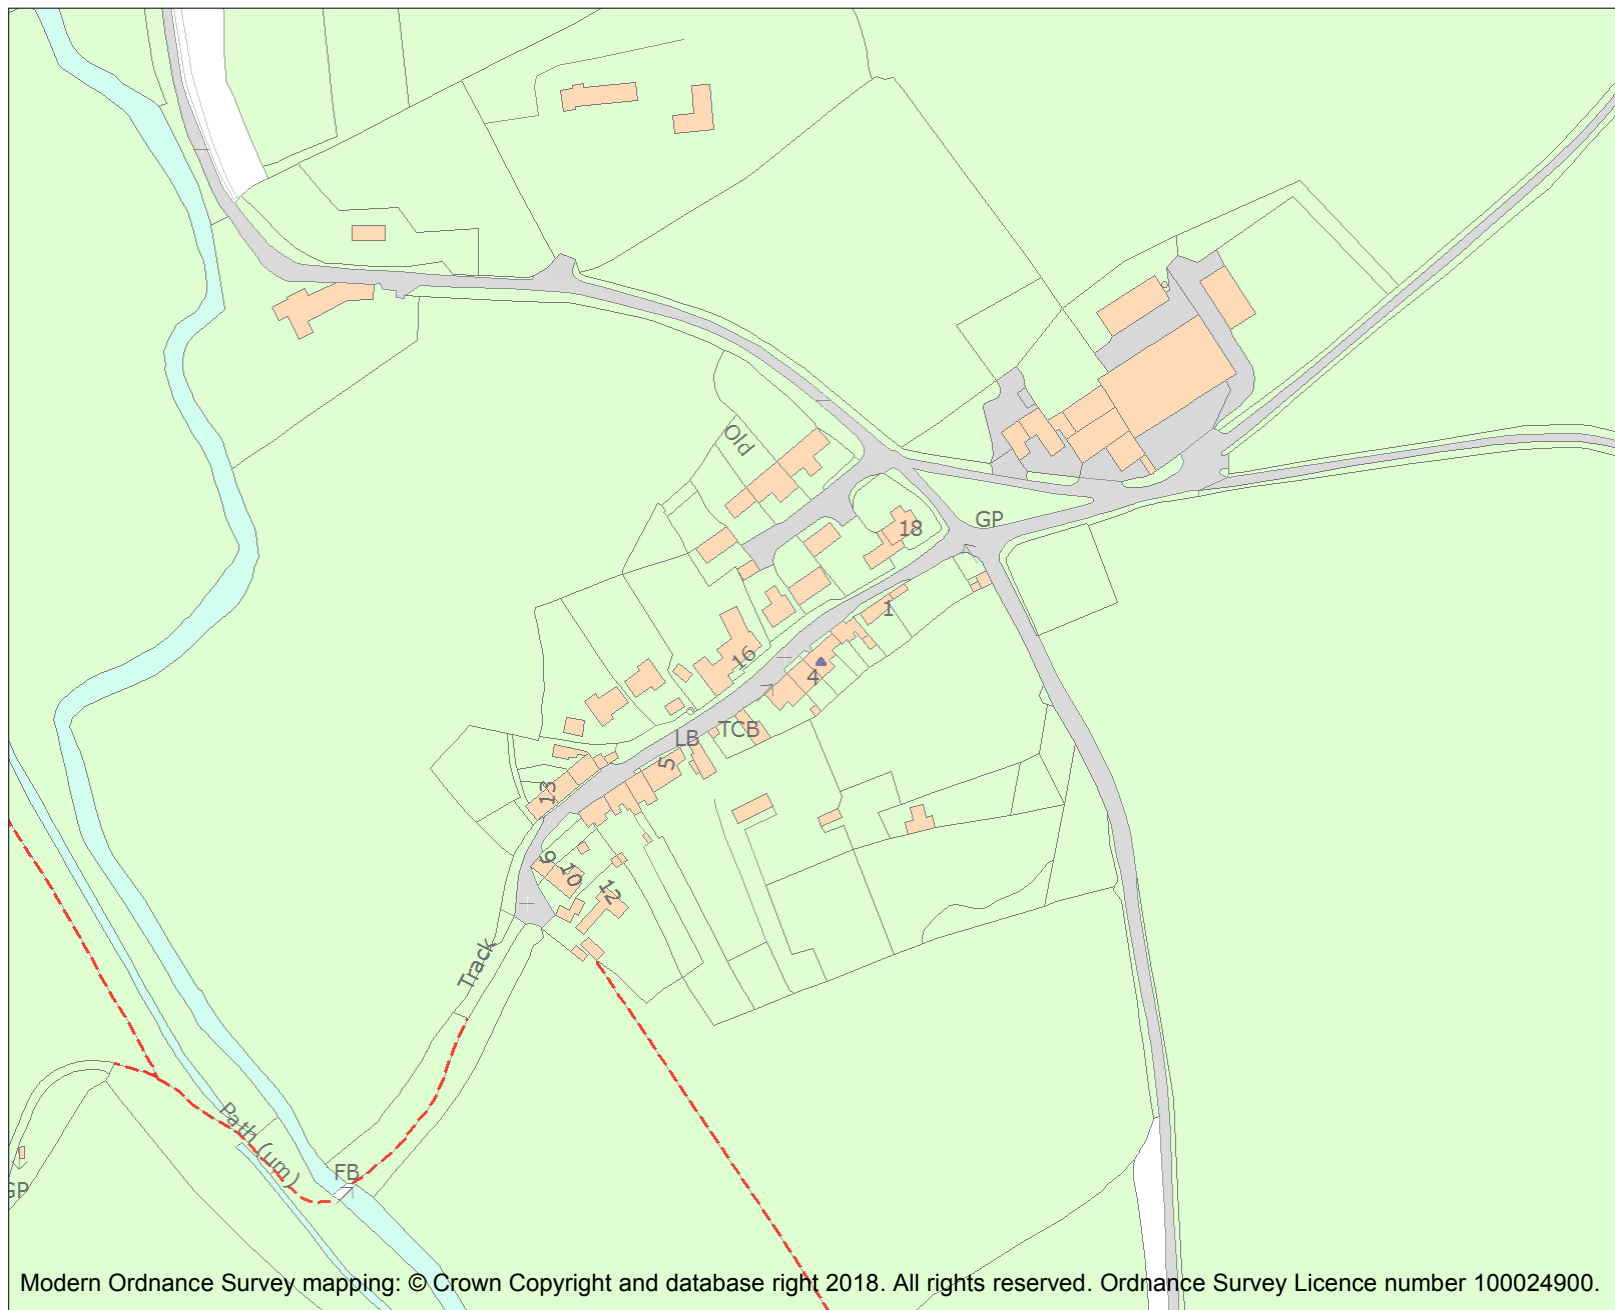 Old
18
GP
1
16
4
TCB
LB
5
13
9
10
12
Track
Path (um)
FB
GP
Modern Ordnance Survey mapping: © Crown Copyright and database right 2018. All rights reserved. Ordnance Survey Licence number 100024900.